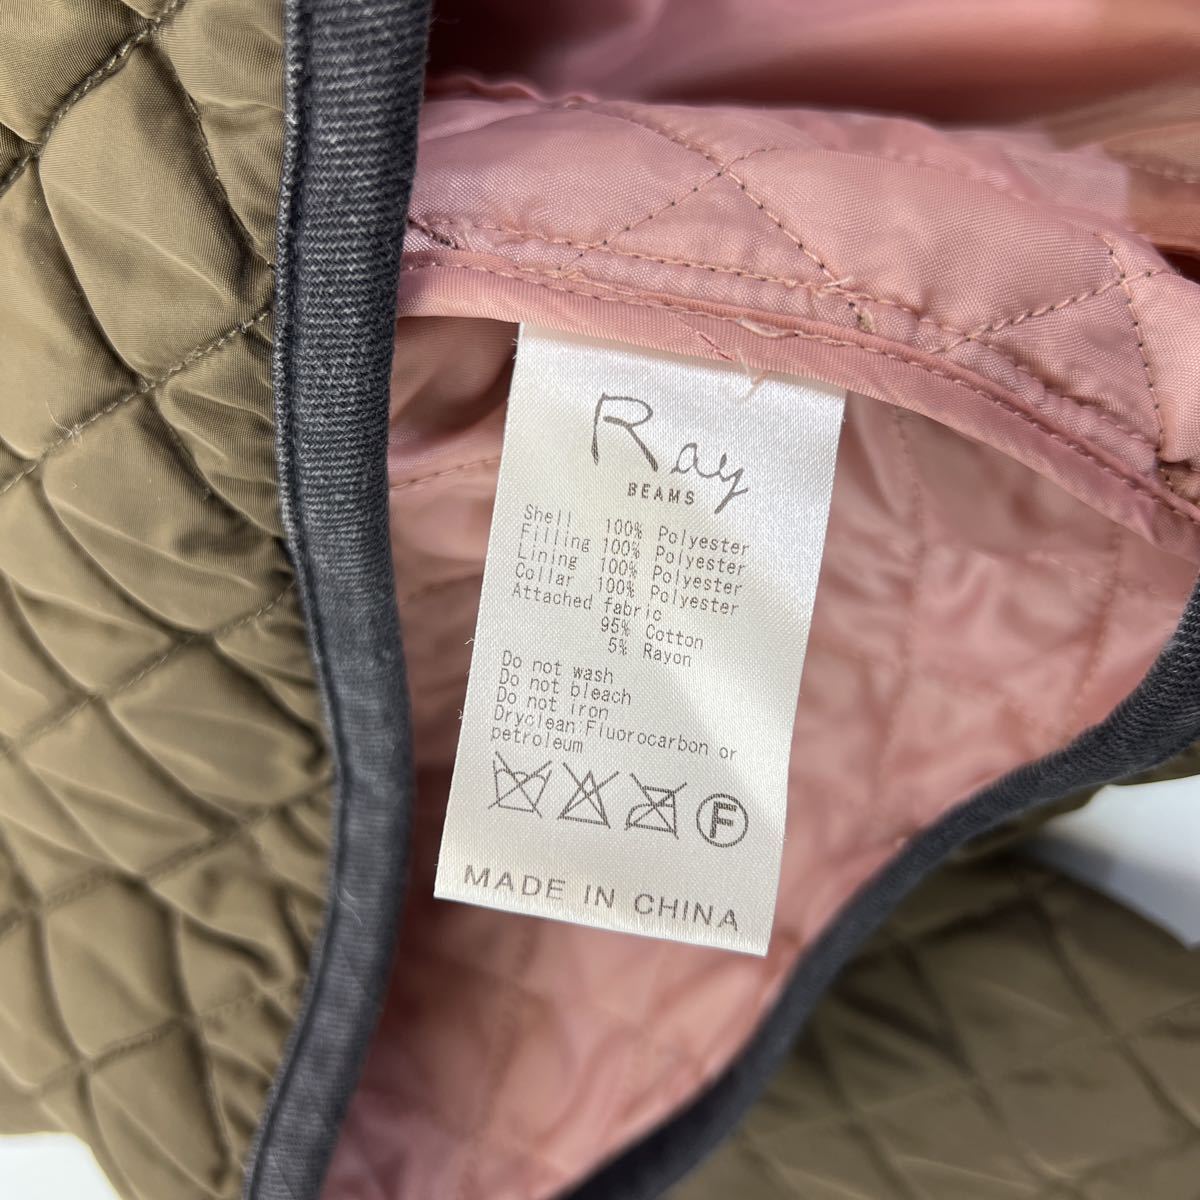 Ray
BEAMS
Shell 100% Polyester
Filling 100% Polyester
Lining 100% Polyester
Collar 100% Polyester
Attached fabric
95% Cotton
5% Rayon
Do not wash
Do not bleach
Do not iron
Dryclean:Fluorocarbon or
petroleum
F
MADE IN CHINA